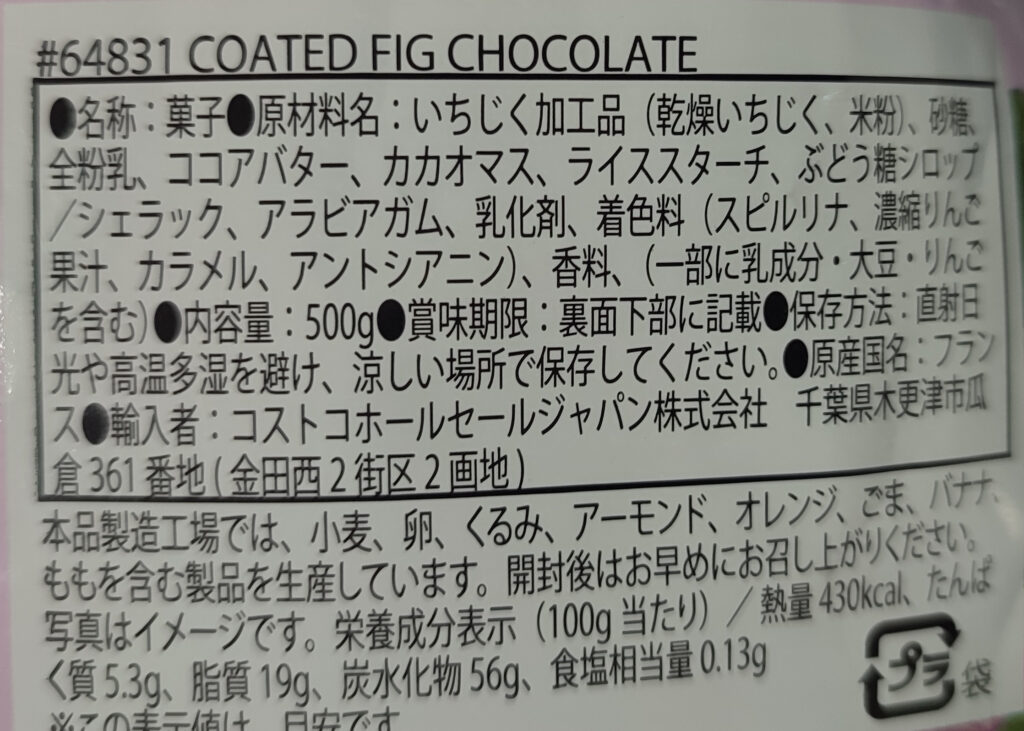 #64831 COATED FIG CHOCOLATE
●名称：菓子●原材料名：いちじく加工品（乾燥いちじく、米粉）、砂糖、
全粉乳、ココアバター、カカオマス、ライススターチ、ぶどう糖シロップ
／シェラック、アラビアガム、乳化剤、着色料（スピルリナ、濃縮りんご
果汁、カラメル、アントシアニン）、香料、（一部に乳成分・大豆・りんご
を含む）●内容量：500g●賞味期限：裏面下部に記載●保存方法：直射日
光や高温多湿を避け、涼しい場所で保存してください。●原産国名：フラン
ス●輸入者：コストコホールセールジャパン株式会社　千葉県木更津市瓜
倉361番地(金田西2街区2画地)
本品製造工場では、小麦、卵、くるみ、アーモンド、オレンジ、ごま、バナナ、
ももを含む製品を生産しています。開封後はお早めにお召し上がりください。
写真はイメージです。栄養成分表示（100g当たり）／熱量430kcal、たんぱ
く質5.3g、脂質19g、炭水化物56g、食塩相当量0.13g
プラ 袋
※この表示値は、目安です。